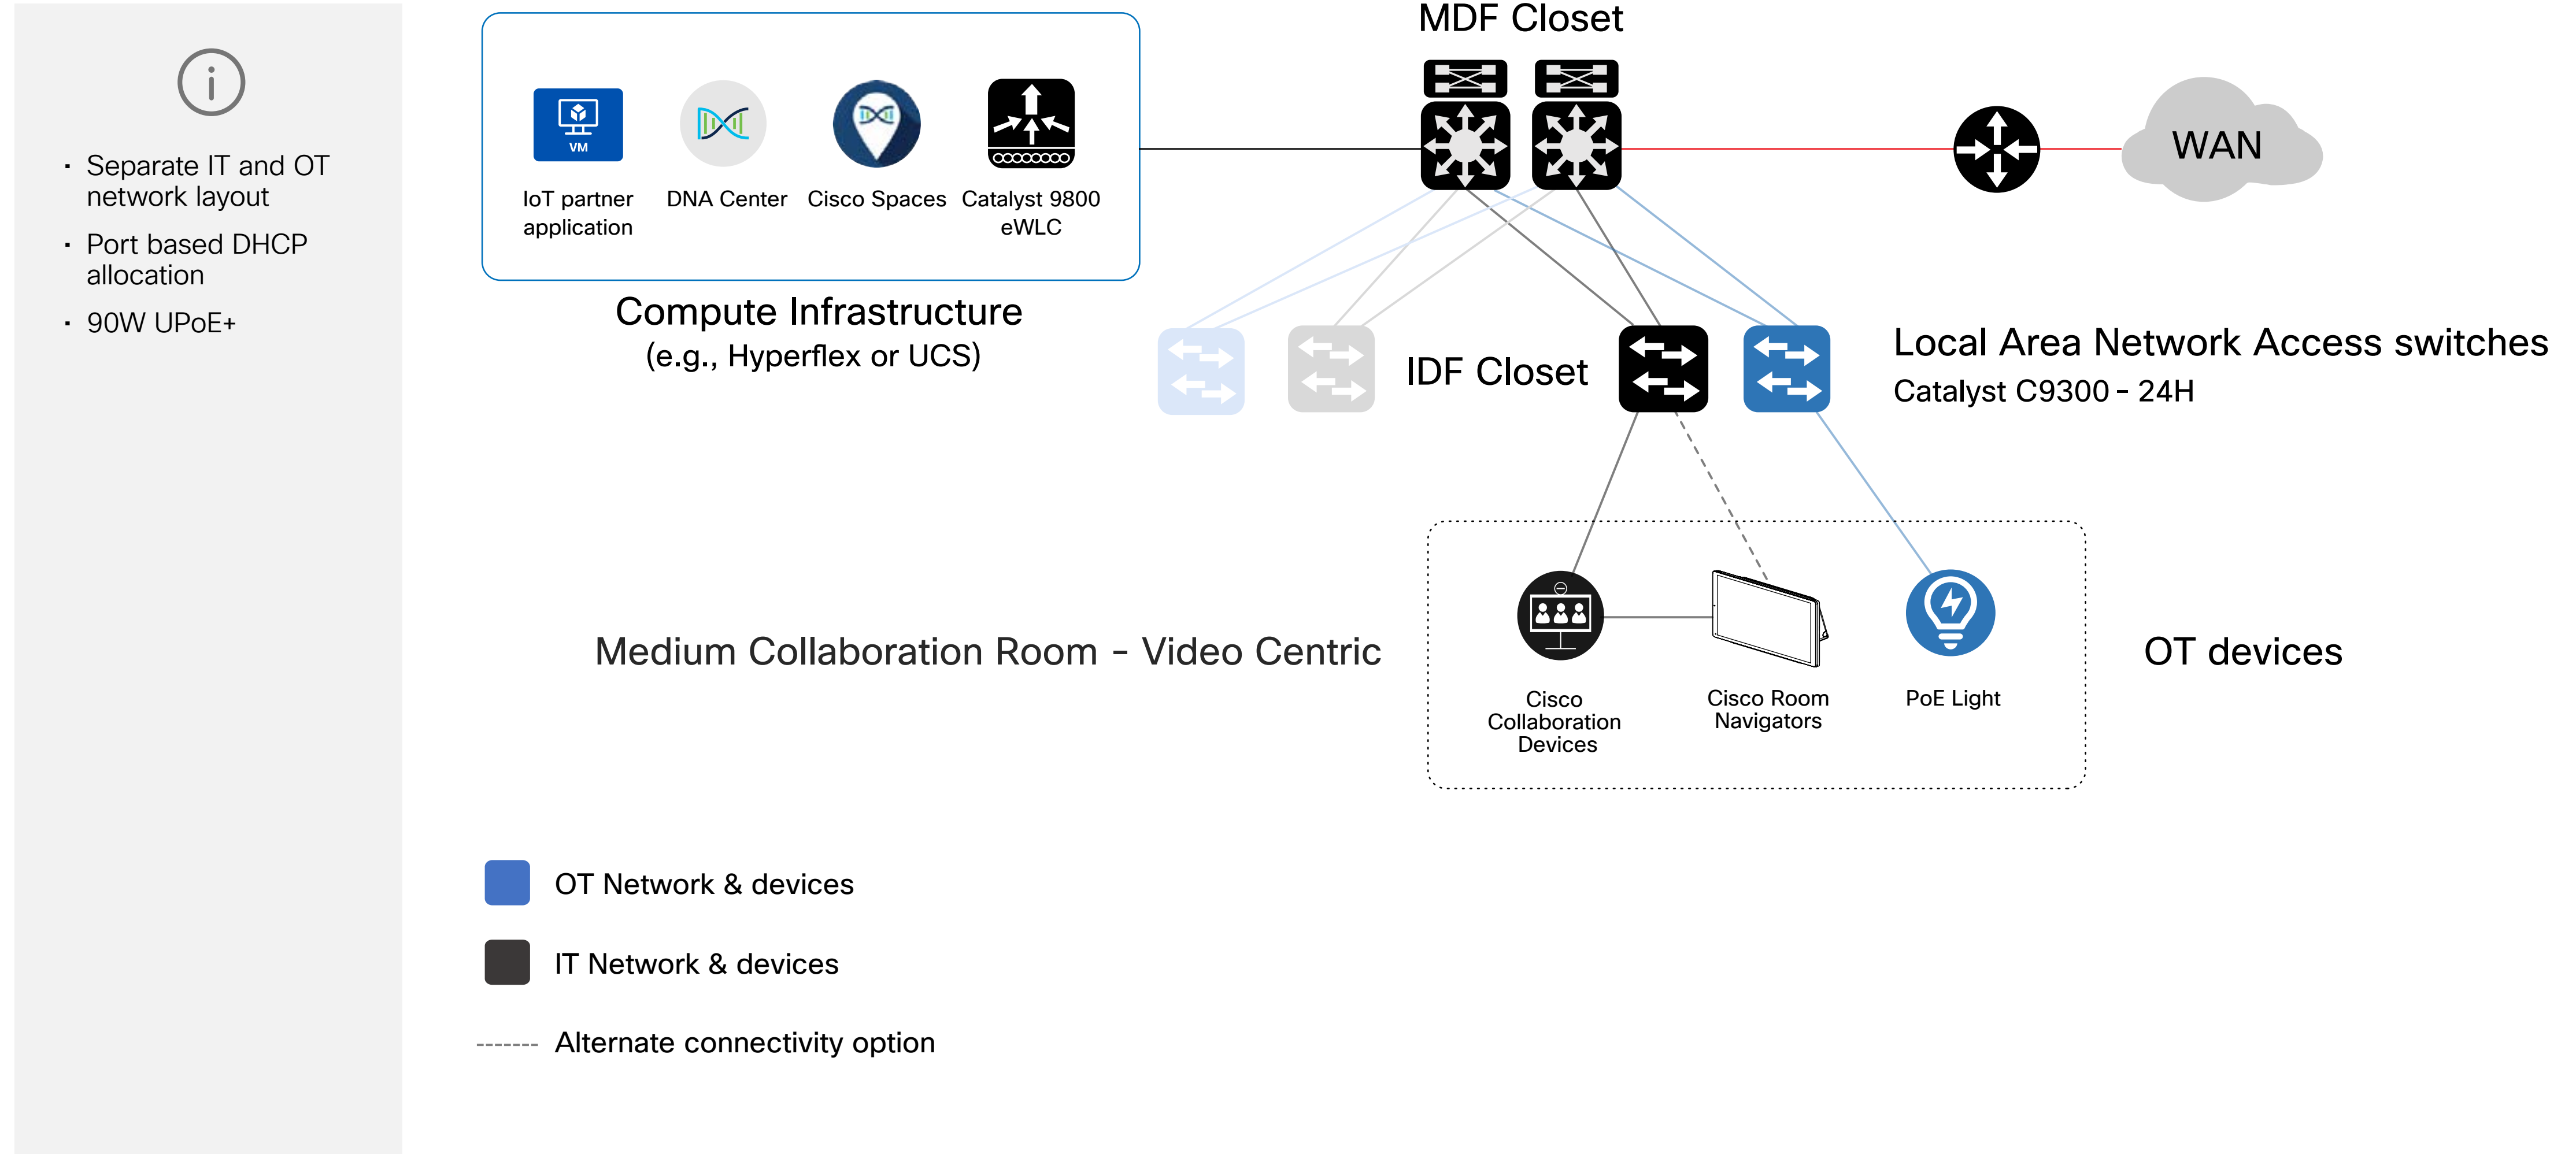 · Separate IT and OT
network layout
· Port based DHCP
allocation
· 90W UPoE+
MDF Closet
VM
IoT partner
application
DNA Center
Cisco Spaces
Catalyst 9800
eWLC
WAN
Compute Infrastructure
(e.g., Hyperflex or UCS)
IDF Closet
Local Area Network Access switches
Catalyst C9300 - 24H
Medium Collaboration Room - Video Centric
Cisco
Collaboration
Devices
Cisco Room
Navigators
PoE Light
OT devices
OT Network & devices
IT Network & devices
Alternate connectivity option